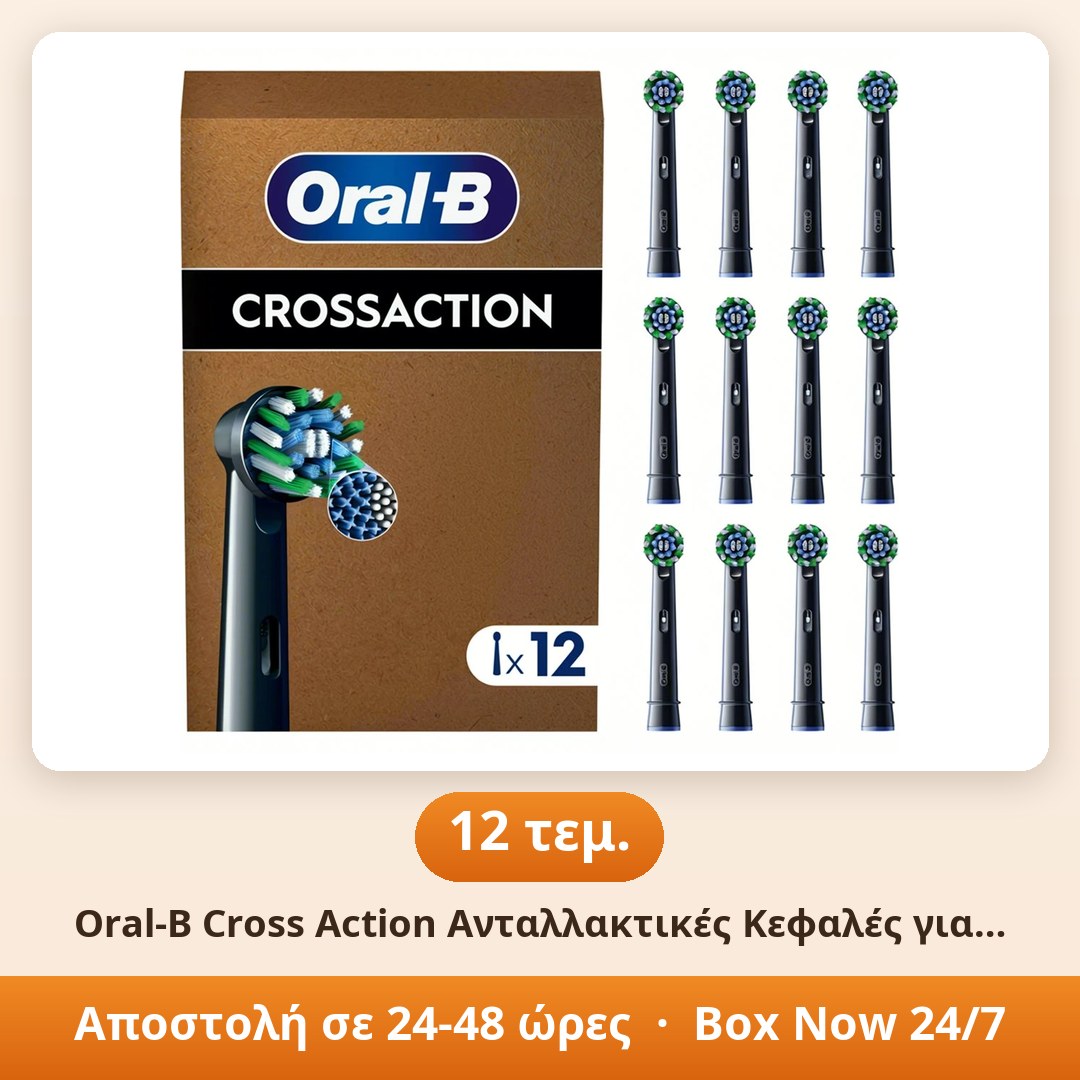 Oral-B
CROSSACTION
x12
12 τεμ.
Oral-B Cross Action Ανταλλακτικές Κεφαλές για...
Αποστολή σε 24-48 ώρες · Box Now 24/7